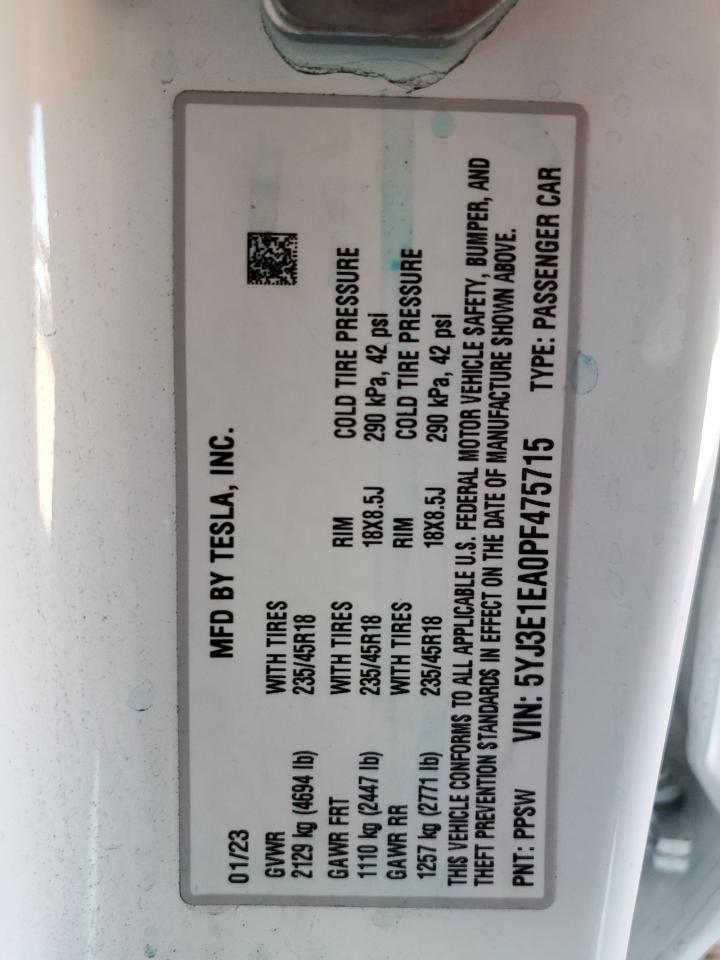 MFD BY TESLA, INC.
01/23
GVWR WITH TIRES
2129 kg (4694 lb) 235/45R18
GAWR FRT WITH TIRES RIM COLD TIRE PRESSURE
1110 kg (2447 lb) 235/45R18 18X8.5J 290 kPa, 42 psi
GAWR RR WITH TIRES RIM COLD TIRE PRESSURE
1257 kg (2771 lb) 235/45R18 18X8.5J 290 kPa, 42 psi
THIS VEHICLE CONFORMS TO ALL APPLICABLE U.S. FEDERAL MOTOR VEHICLE SAFETY, BUMPER, AND
THEFT PREVENTION STANDARDS IN EFFECT ON THE DATE OF MANUFACTURE SHOWN ABOVE.
PNT: PPSW VIN: 5YJ3E1EA0PF475715 TYPE: PASSENGER CAR